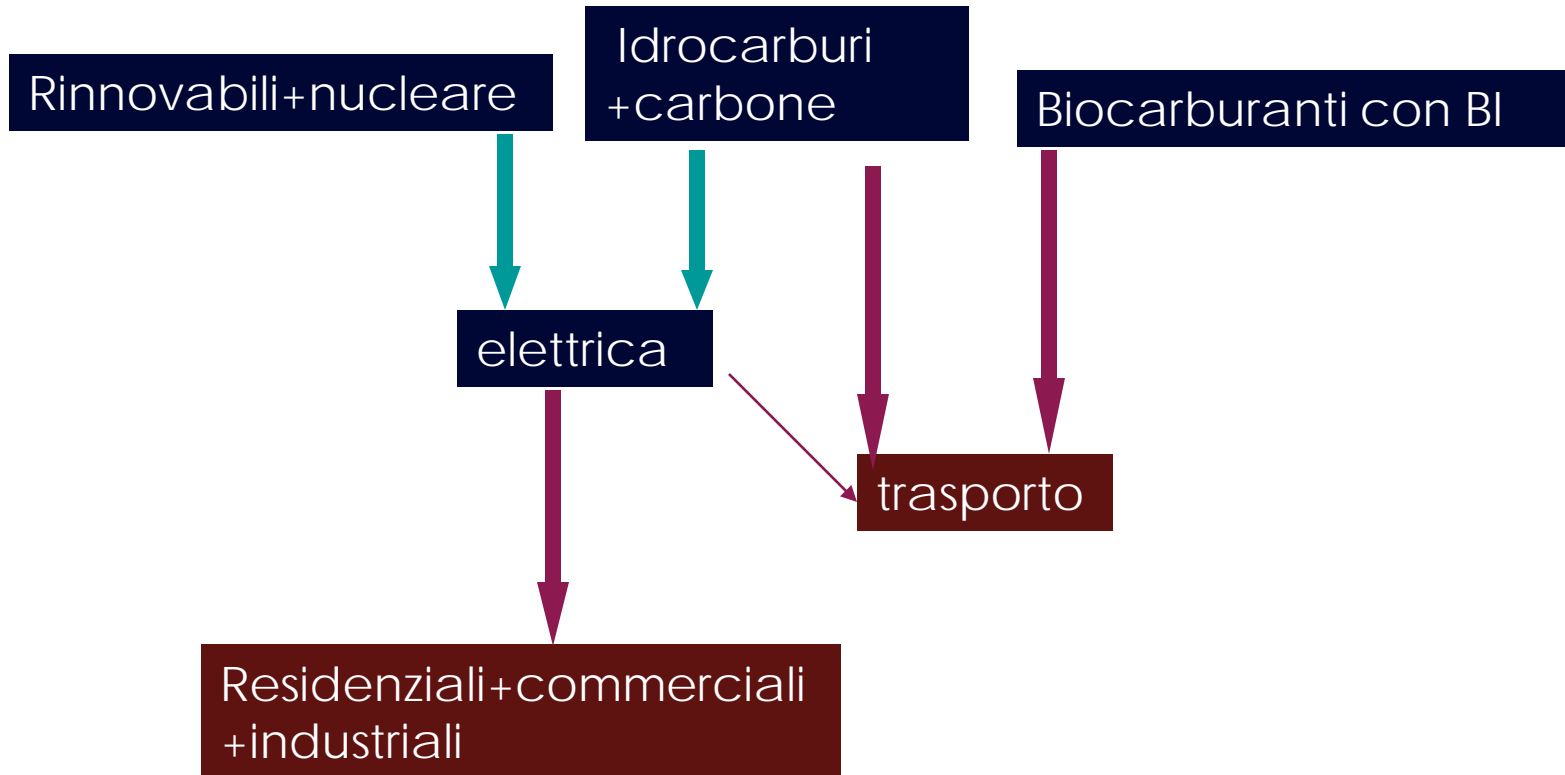 Rinnovabili+nucleare
Idrocarburi
+carbone
Biocarburanti con BI
elettrica
trasporto
Residenziali+commerciali
+industriali